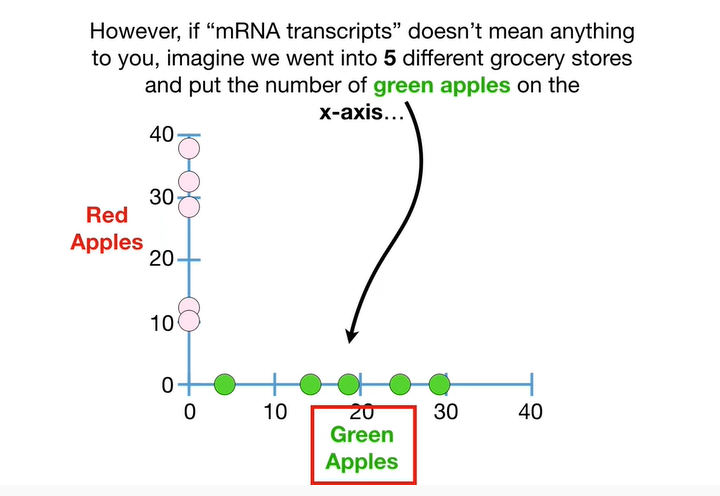 However, if “mRNA transcripts” doesn’t mean anything
to you, imagine we went into 5 different grocery stores
and put the number of green apples on the
x-axis…
40
30
Red
Apples
20
10
0
0 10 20 30 40
Green
Apples